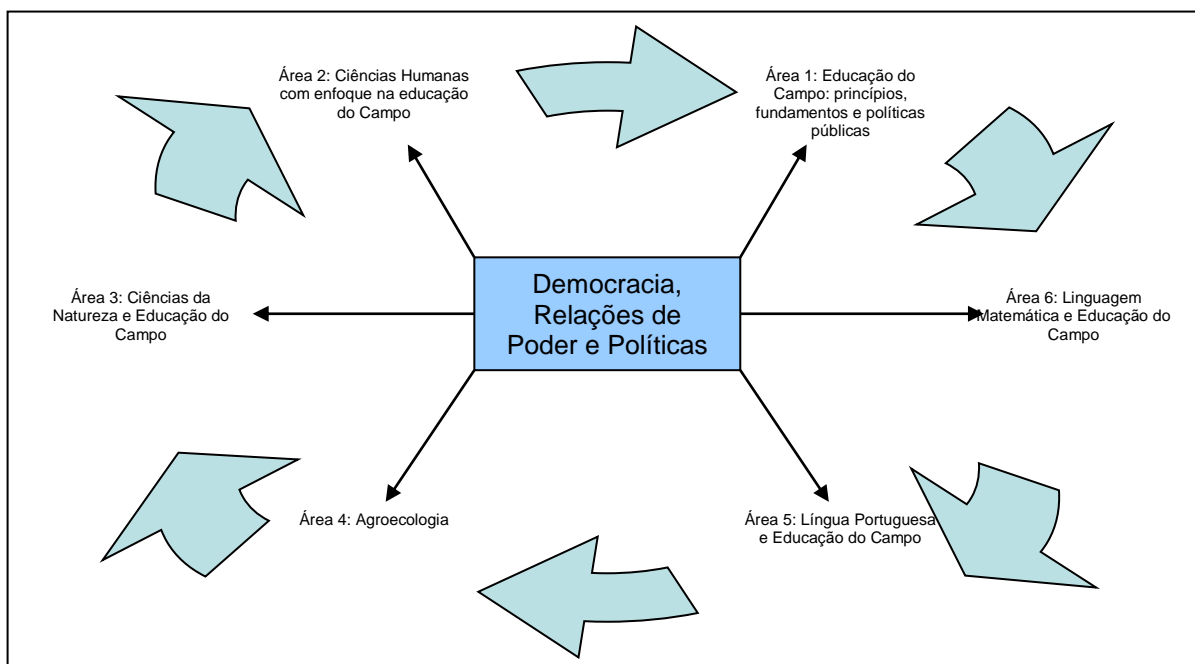 Área 2: Ciências Humanas
com enfoque na educação
do Campo
Área 1: Educação do
Campo: princípios,
fundamentos e políticas
públicas
Democracia,
Relações de
Poder e Políticas
Área 3: Ciências da
Natureza e Educação do
Campo
Área 6: Linguagem
Matemática e Educação do
Campo
Área 4: Agroecologia
Área 5: Língua Portuguesa
e Educação do Campo